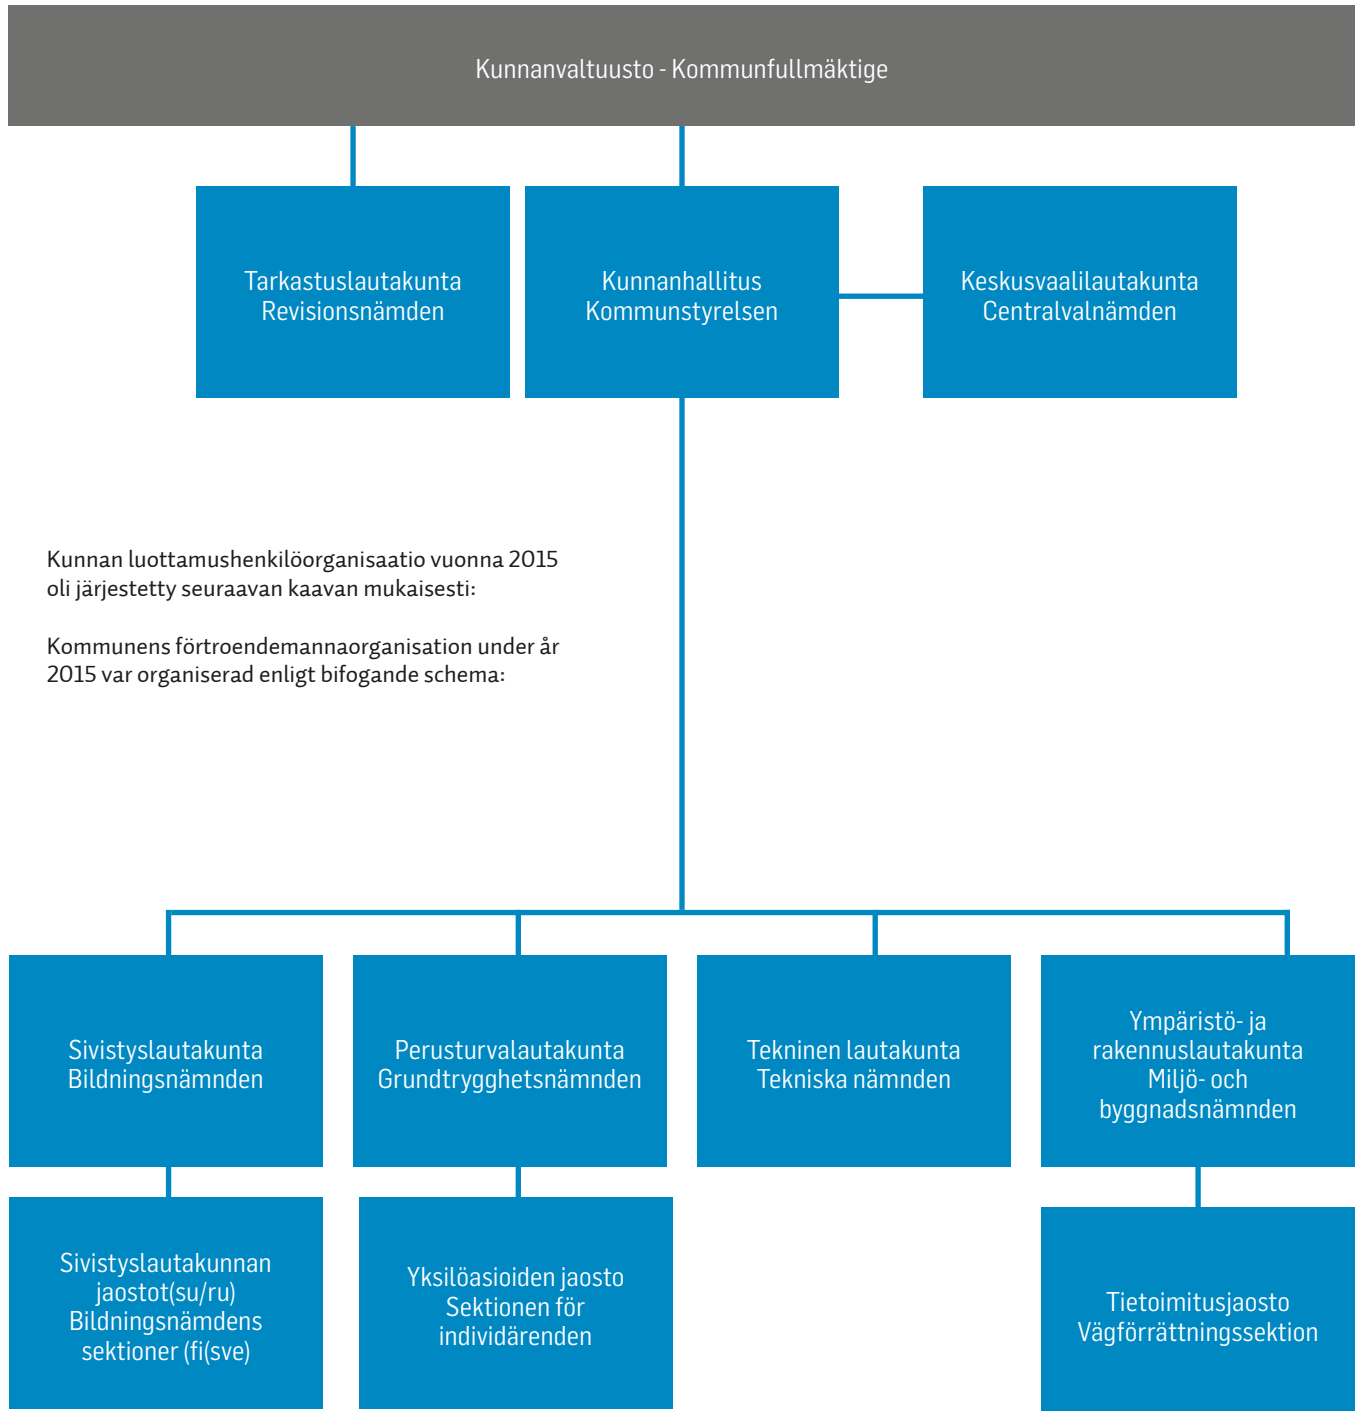 Kunnanvaltuusto - Kommunfullmäktige
Tarkastuslautakunta
Revisionsnämden
Kunnanhallitus
Kommunstyrelsen
Keskusvaalilautakunta
Centralvalnämden
Kunnan luottamushenkilöorganisaatio vuonna 2015
oli järjestetty seuraavan kaavan mukaisesti:
Kommunens förtroendemannaorganisation under år
2015 var organiserad enligt bifogande schema:
Sivistyslautakunta
Bildningsnämnden
Perusturvalautakunta
Grundtrygghetsnämnden
Tekninen lautakunta
Tekniska nämnden
Ympäristö- ja
rakennuslautakunta
Miljö- och
byggnadsnämnden
Sivistyslautakunnan
jaostot(su/ru)
Bildningsnämdens
sektioner (fi(sve)
Yksilöasioiden jaosto
Sektionen för
individärenden
Tietoimitusjaosto
Vägförrättningssektion